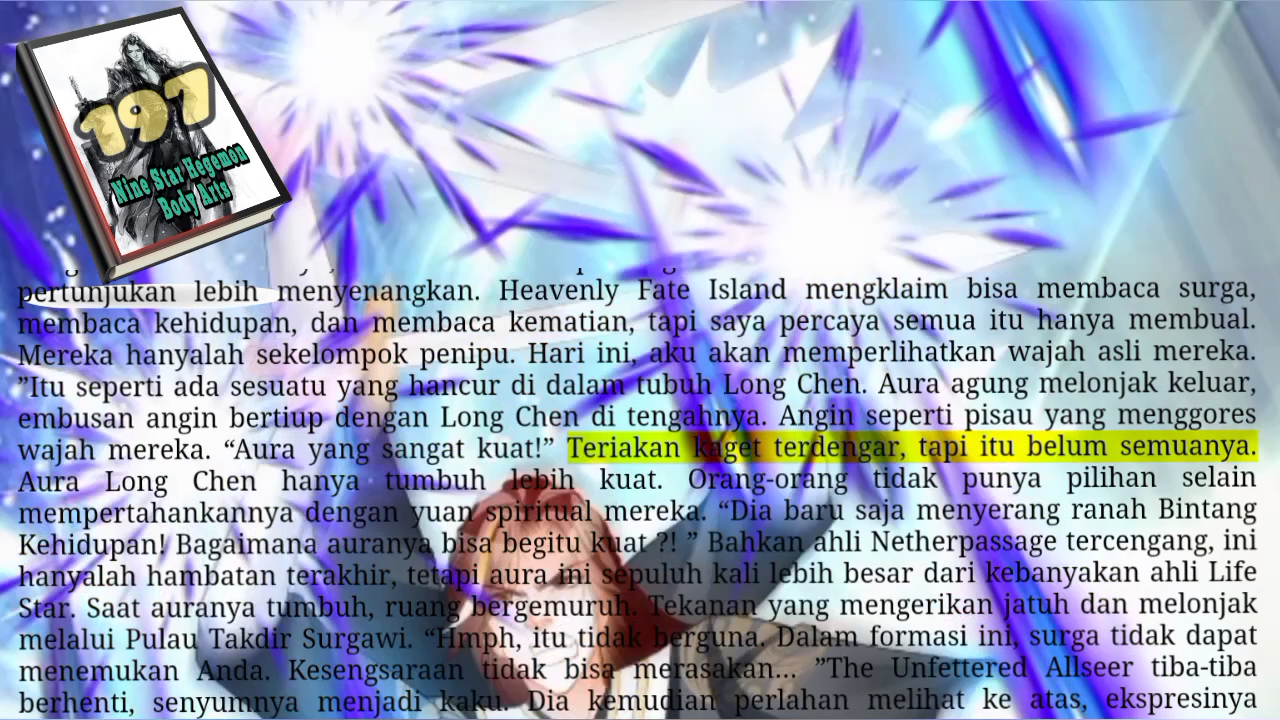 197
Nine Star Hegemon
Body Arts
pertunjukan lebih menyenangkan. Heavenly Fate Island mengklaim bisa membaca surga,
membaca kehidupan, dan membaca kematian, tapi saya percaya semua itu hanya membual.
Mereka hanyalah sekelompok penipu. Hari ini, aku akan memperlihatkan wajah asli mereka.
”Itu seperti ada sesuatu yang hancur di dalam tubuh Long Chen. Aura agung melonjak keluar,
embusan angin bertiup dengan Long Chen di tengahnya. Angin seperti pisau yang menggores
wajah mereka. “Aura yang sangat kuat!” Teriakan kaget terdengar, tapi itu belum semuanya.
Aura Long Chen hanya tumbuh lebih kuat. Orang-orang tidak punya pilihan selain
mempertahankannya dengan yuan spiritual mereka. “Dia baru saja menyerang ranah Bintang
Kehidupan! Bagaimana auranya bisa begitu kuat ?! ” Bahkan ahli Netherpassage tercengang, ini
hanyalah hambatan terakhir, tetapi aura ini sepuluh kali lebih besar dari kebanyakan ahli Life
Star. Saat auranya tumbuh, ruang bergemuruh. Tekanan yang mengerikan jatuh dan melonjak
melalui Pulau Takdir Surgawi. “Hmph, itu tidak berguna. Dalam formasi ini, surga tidak dapat
menemukan Anda. Kesengsaraan tidak bisa merasakan... ”The Unfettered Allseer tiba-tiba
berhenti, senyumnya menjadi kaku. Dia kemudian perlahan melihat ke atas, ekspresinya